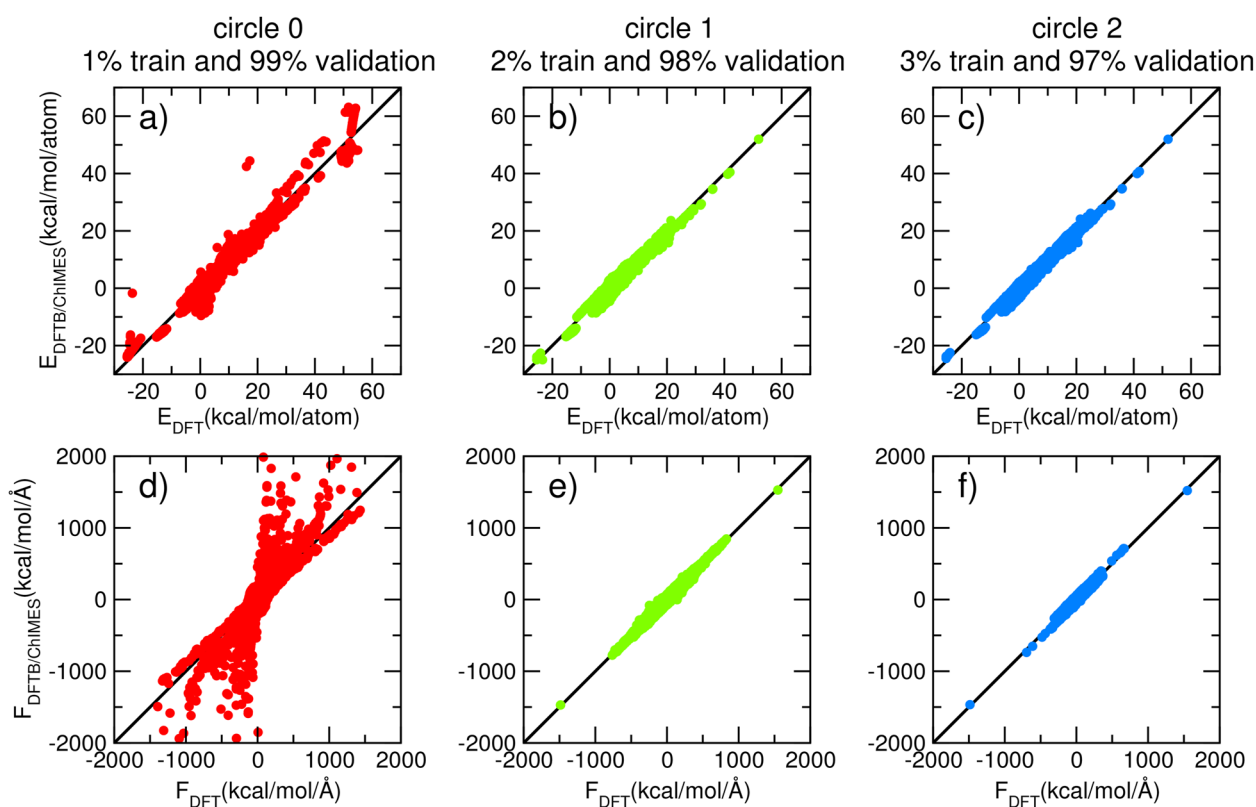 circle 0
1% train and 99% validation
circle 1
2% train and 98% validation
circle 2
3% train and 97% validation
a)
60
40
20
0
-20
-20 0 20 40 60
E_DFTB/ChIMES(kcal/mol/atom)
E_DFT(kcal/mol/atom)
b)
60
40
20
0
-20
-20 0 20 40 60
E_DFT(kcal/mol/atom)
c)
60
40
20
0
-20
-20 0 20 40 60
E_DFT(kcal/mol/atom)
d)
2000
1000
0
-1000
-2000
-2000 -1000 0 1000 2000
F_DFTB/ChIMES(kcal/mol/Å)
F_DFT(kcal/mol/Å)
e)
2000
1000
0
-1000
-2000
-2000 -1000 0 1000 2000
F_DFT(kcal/mol/Å)
f)
2000
1000
0
-1000
-2000
-2000 -1000 0 1000 2000
F_DFT(kcal/mol/Å)